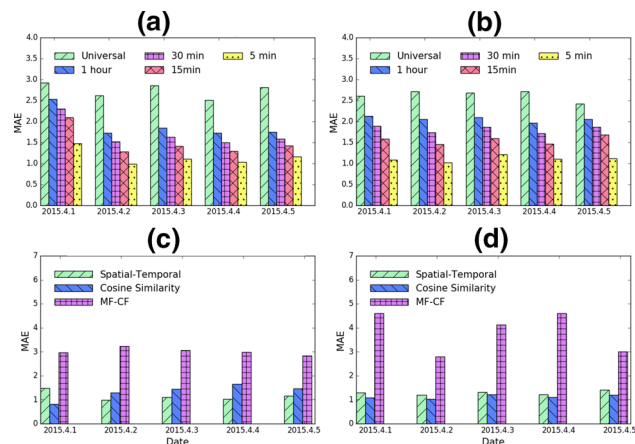 (a)
4.0
3.5
3.0
2.5
2.0
1.5
1.0
0.5
0.0
MAE
Universal
1 hour
30 min
15min
5 min
2015.4.1 2015.4.2 2015.4.3 2015.4.4 2015.4.5
(b)
4.0
3.5
3.0
2.5
2.0
1.5
1.0
0.5
0.0
MAE
Universal
1 hour
30 min
15min
5 min
2015.4.1 2015.4.2 2015.4.3 2015.4.4 2015.4.5
(c)
7
6
5
4
3
2
1
0
MAE
Spatial-Temporal
Cosine Similarity
MF-CF
2015.4.1 2015.4.2 2015.4.3 2015.4.4 2015.4.5
Date
(d)
7
6
5
4
3
2
1
0
MAE
Spatial-Temporal
Cosine Similarity
MF-CF
2015.4.1 2015.4.2 2015.4.3 2015.4.4 2015.4.5
Date